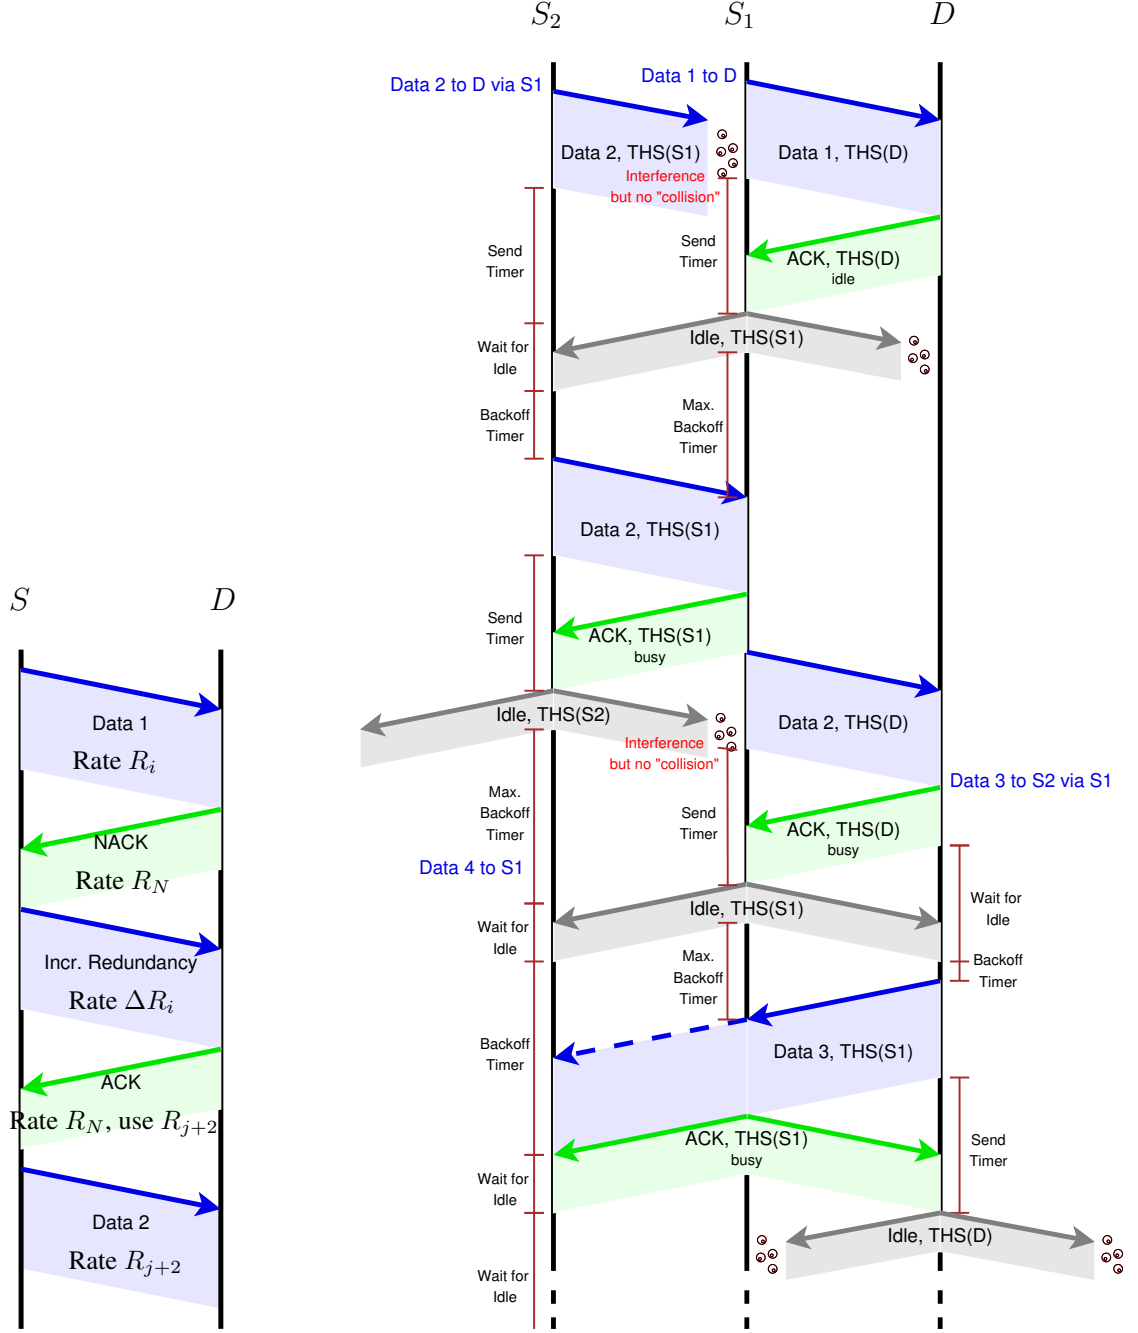 S₂
S₁
D
Data 2 to D via S1
Data 1 to D
Data 2, THS(S1)
Data 1, THS(D)
Interference
but no "collision"
Send
Timer
Send
Timer
ACK, THS(D)
idle
Idle, THS(S1)
Wait for
Idle
Backoff
Timer
Max.
Backoff
Timer
Data 2, THS(S1)
Send
Timer
ACK, THS(S1)
busy
Idle, THS(S2)
Data 2, THS(D)
Interference
but no "collision"
Data 3 to S2 via S1
Max.
Backoff
Timer
Send
Timer
ACK, THS(D)
busy
Data 4 to S1
Idle, THS(S1)
Wait for
Idle
Wait for
Idle
Max.
Backoff
Timer
Backoff
Timer
Backoff
Timer
Data 3, THS(S1)
ACK, THS(S1)
busy
Send
Timer
Wait for
Idle
Idle, THS(D)
Wait for
Idle
S
D
Data 1
Rate Rᵢ
NACK
Rate R_N
Incr. Redundancy
Rate ΔRᵢ
ACK
Rate R_N, use R_{j+2}
Data 2
Rate R_{j+2}